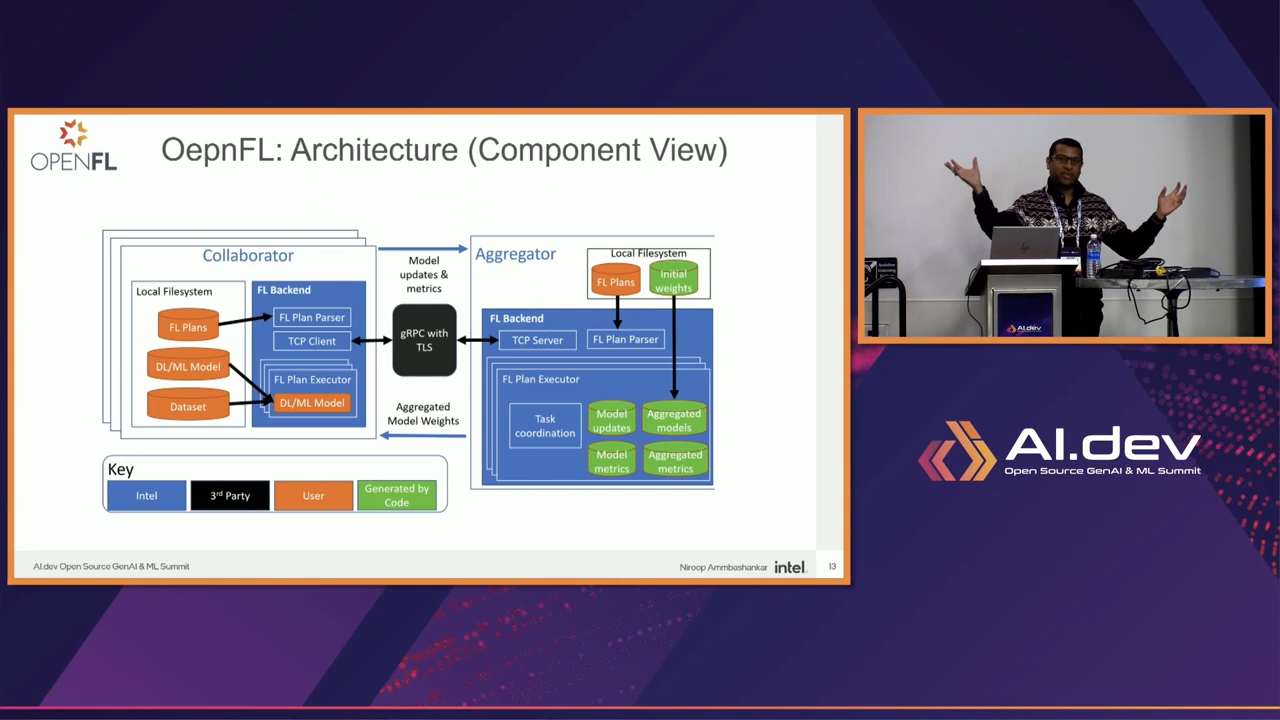 OPENFL
OepnFL: Architecture (Component View)
Collaborator
Local Filesystem
FL Plans
DL/ML Model
Dataset
FL Backend
FL Plan Parser
TCP Client
FL Plan Executor
DL/ML Model
Model
updates &
metrics
gRPC with
TLS
Aggregated
Model Weights
Aggregator
Local Filesystem
FL Plans
Initial
weights
FL Backend
TCP Server
FL Plan Parser
FL Plan Executor
Task
coordination
Model
updates
Aggregated
models
Model
metrics
Aggregated
metrics
Key
Intel
3rd Party
User
Generated by
Code
AI.dev Open Source GenAI & ML Summit
Niroop Ammbashankar
intel.
13
AI.dev
AI.dev
Open Source GenAI & ML Summit